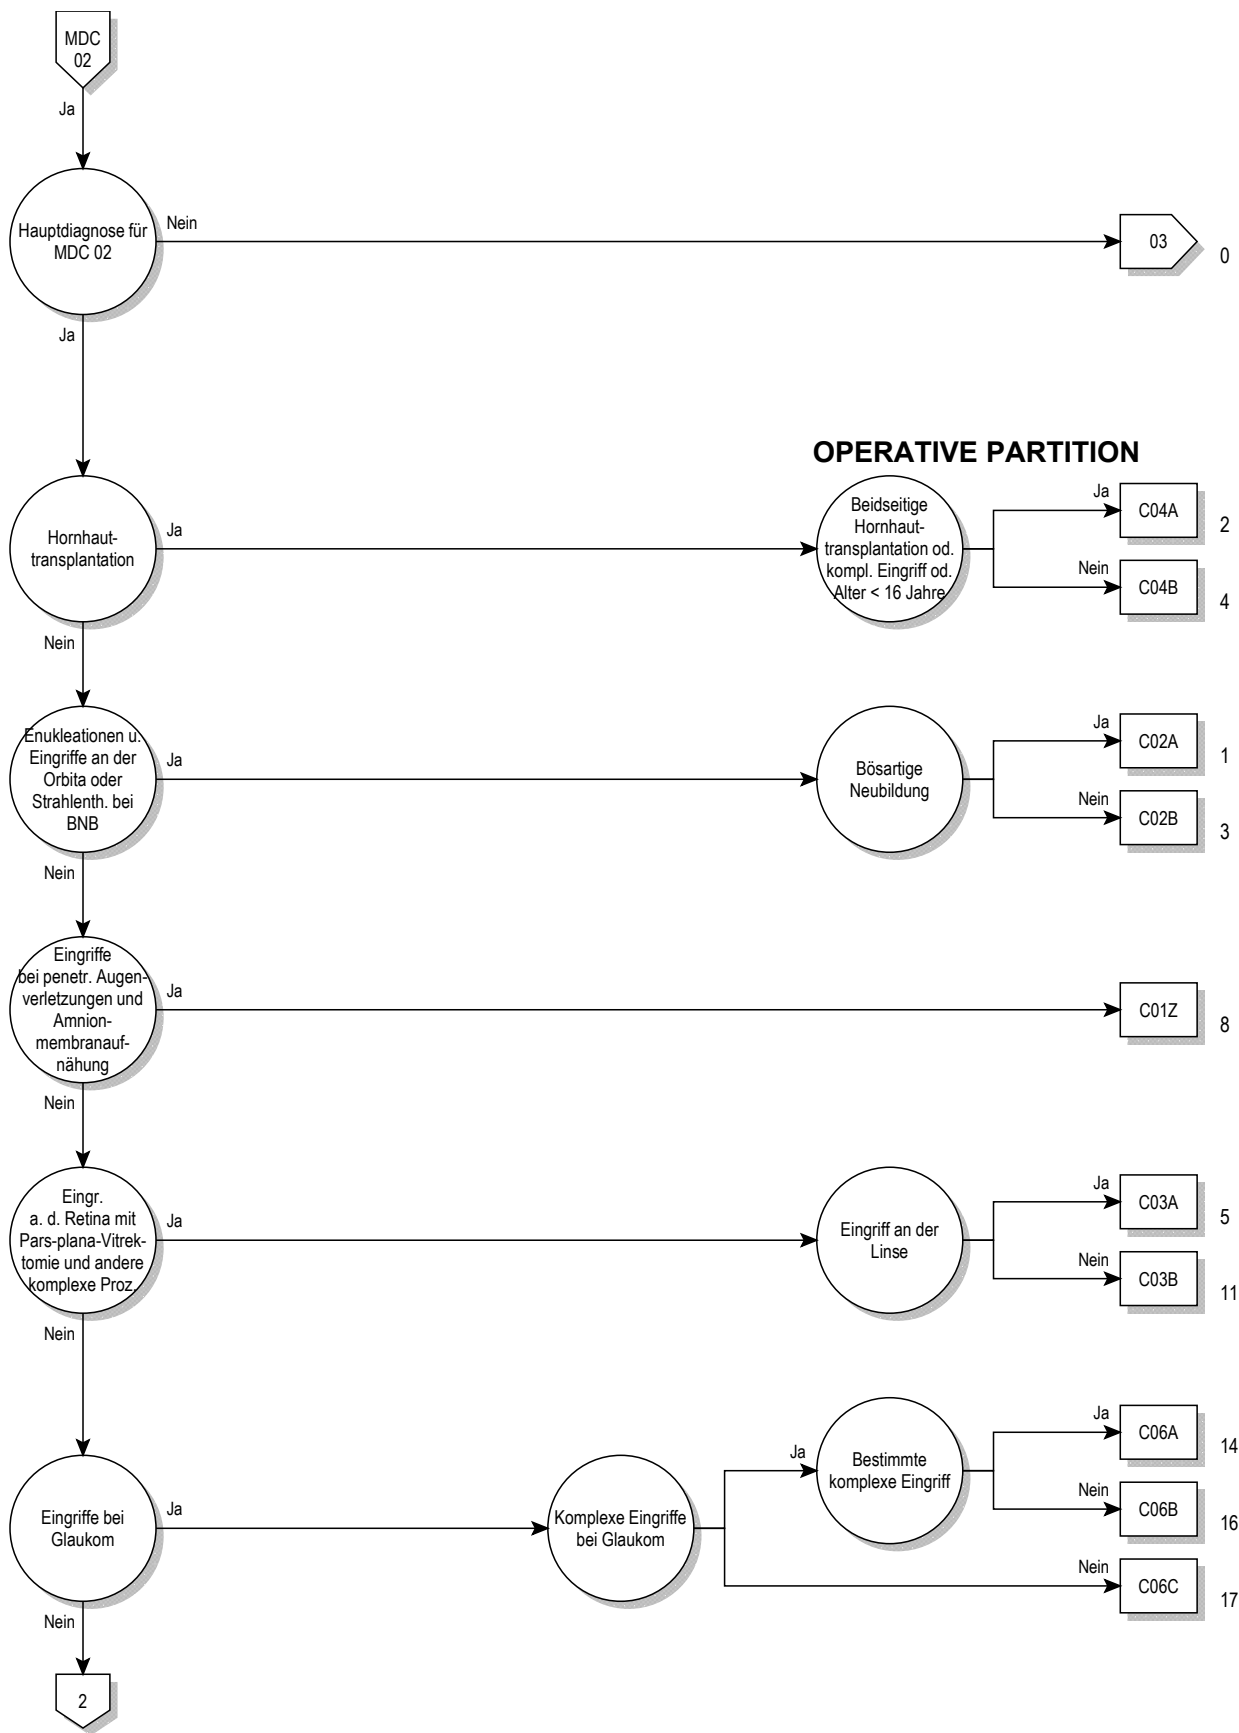 MDC
02
Ja
Hauptdiagnose für
MDC 02
Nein
03
0
Ja
OPERATIVE PARTITION
Hornhaut-
transplantation
Ja
Beidseitige
Hornhaut-
transplantation od.
kompl. Eingriff od.
Alter < 16 Jahre
Ja
C04A
2
Nein
C04B
4
Nein
Enukleationen u.
Eingriffe an der
Orbita oder
Strahlenth. bei
BNB
Ja
Bösartige
Neubildung
Ja
C02A
1
Nein
C02B
3
Nein
Eingriffe
bei penetr. Augen-
verletzungen und
Amnion-
membranauf-
nähung
Ja
C01Z
8
Nein
Eingr.
a. d. Retina mit
Pars-plana-Vitrek-
tomie und andere
komplexe Proz.
Ja
Eingriff an der
Linse
Ja
C03A
5
Nein
C03B
11
Nein
Eingriffe bei
Glaukom
Ja
Komplexe Eingriffe
bei Glaukom
Ja
Bestimmte
komplexe Eingriff
Ja
C06A
14
Nein
C06B
16
Nein
C06C
17
Nein
2